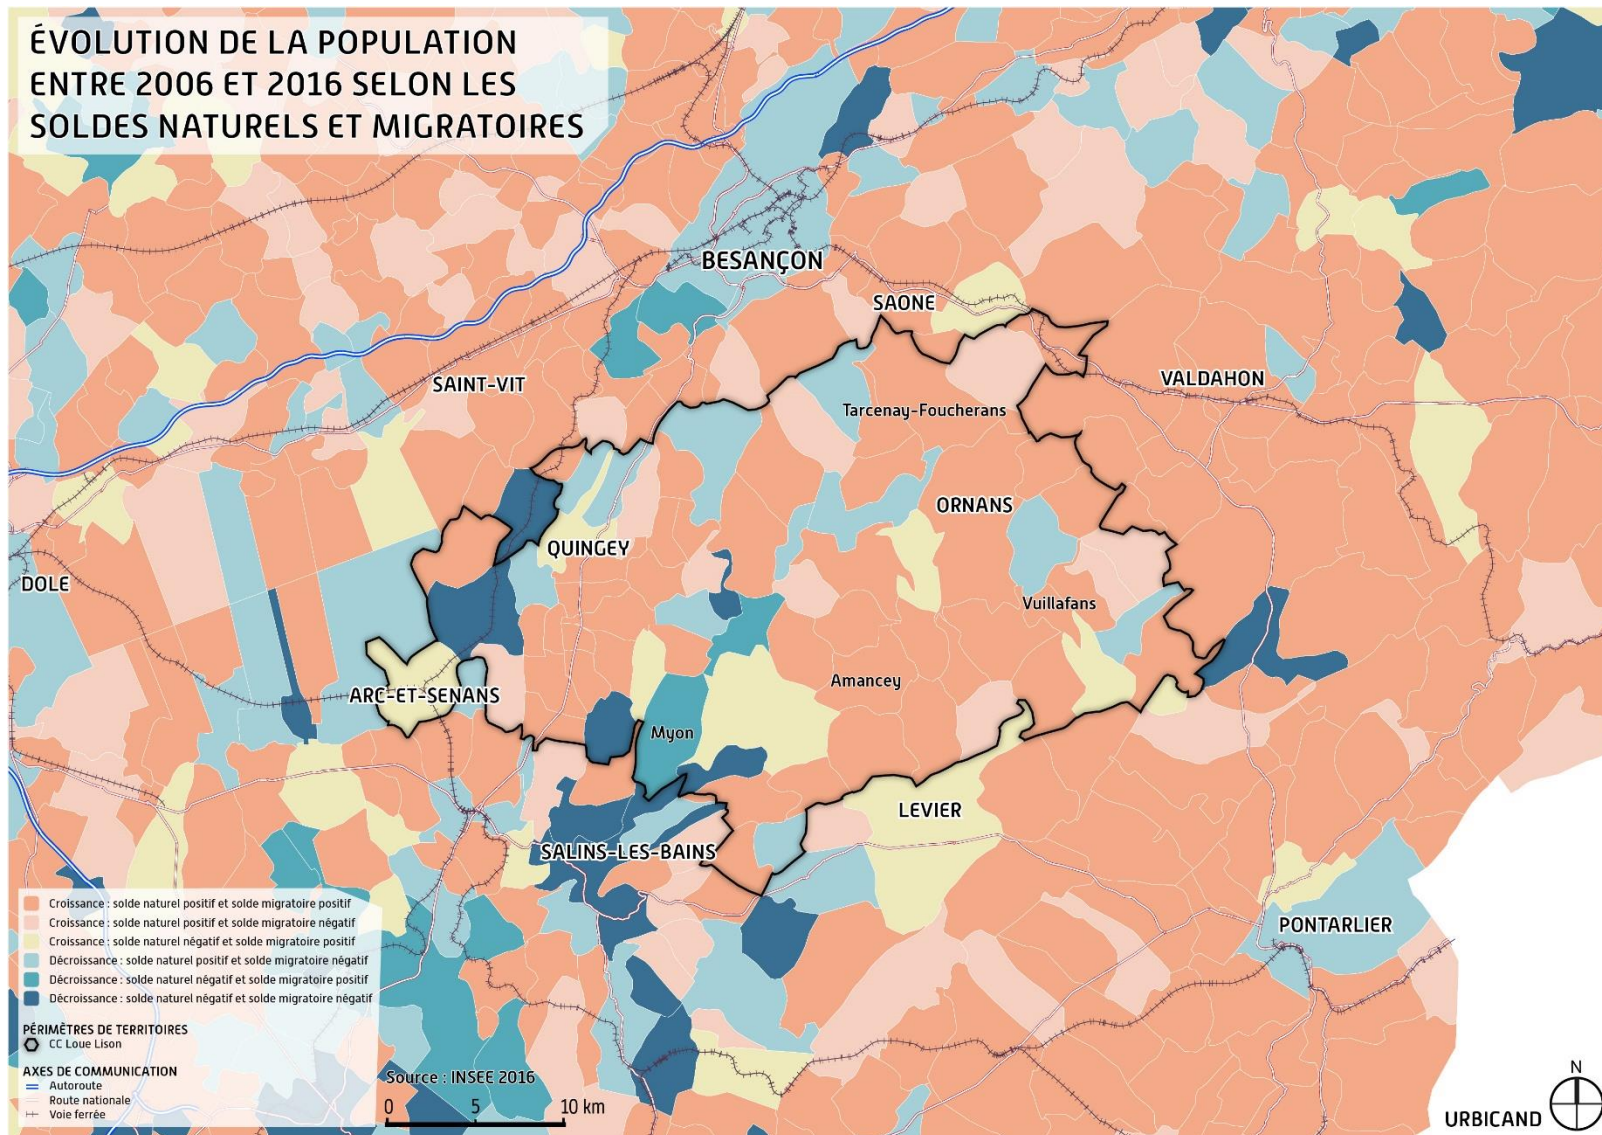 ÉVOLUTION DE LA POPULATION
ENTRE 2006 ET 2016 SELON LES
SOLDES NATURELS ET MIGRATOIRES
BESANÇON
SAONE
SAINT-VIT
VALDAHON
Tarcenay-Foucherans
ORNANS
QUINGEY
DOLE
Vuillafans
Amancey
ARC-ET-SENANS
Myon
LEVIER
SALINS-LES-BAINS
PONTARLIER
Croissance : solde naturel positif et solde migratoire positif
Croissance : solde naturel positif et solde migratoire négatif
Croissance : solde naturel négatif et solde migratoire positif
Décroissance : solde naturel positif et solde migratoire négatif
Décroissance : solde naturel négatif et solde migratoire positif
Décroissance : solde naturel négatif et solde migratoire négatif
PÉRIMÈTRES DE TERRITOIRES
CC Loue Lison
AXES DE COMMUNICATION
Autoroute
Route nationale
Voie ferrée
Source : INSEE 2016
0 5 10 km
N
URBICAND